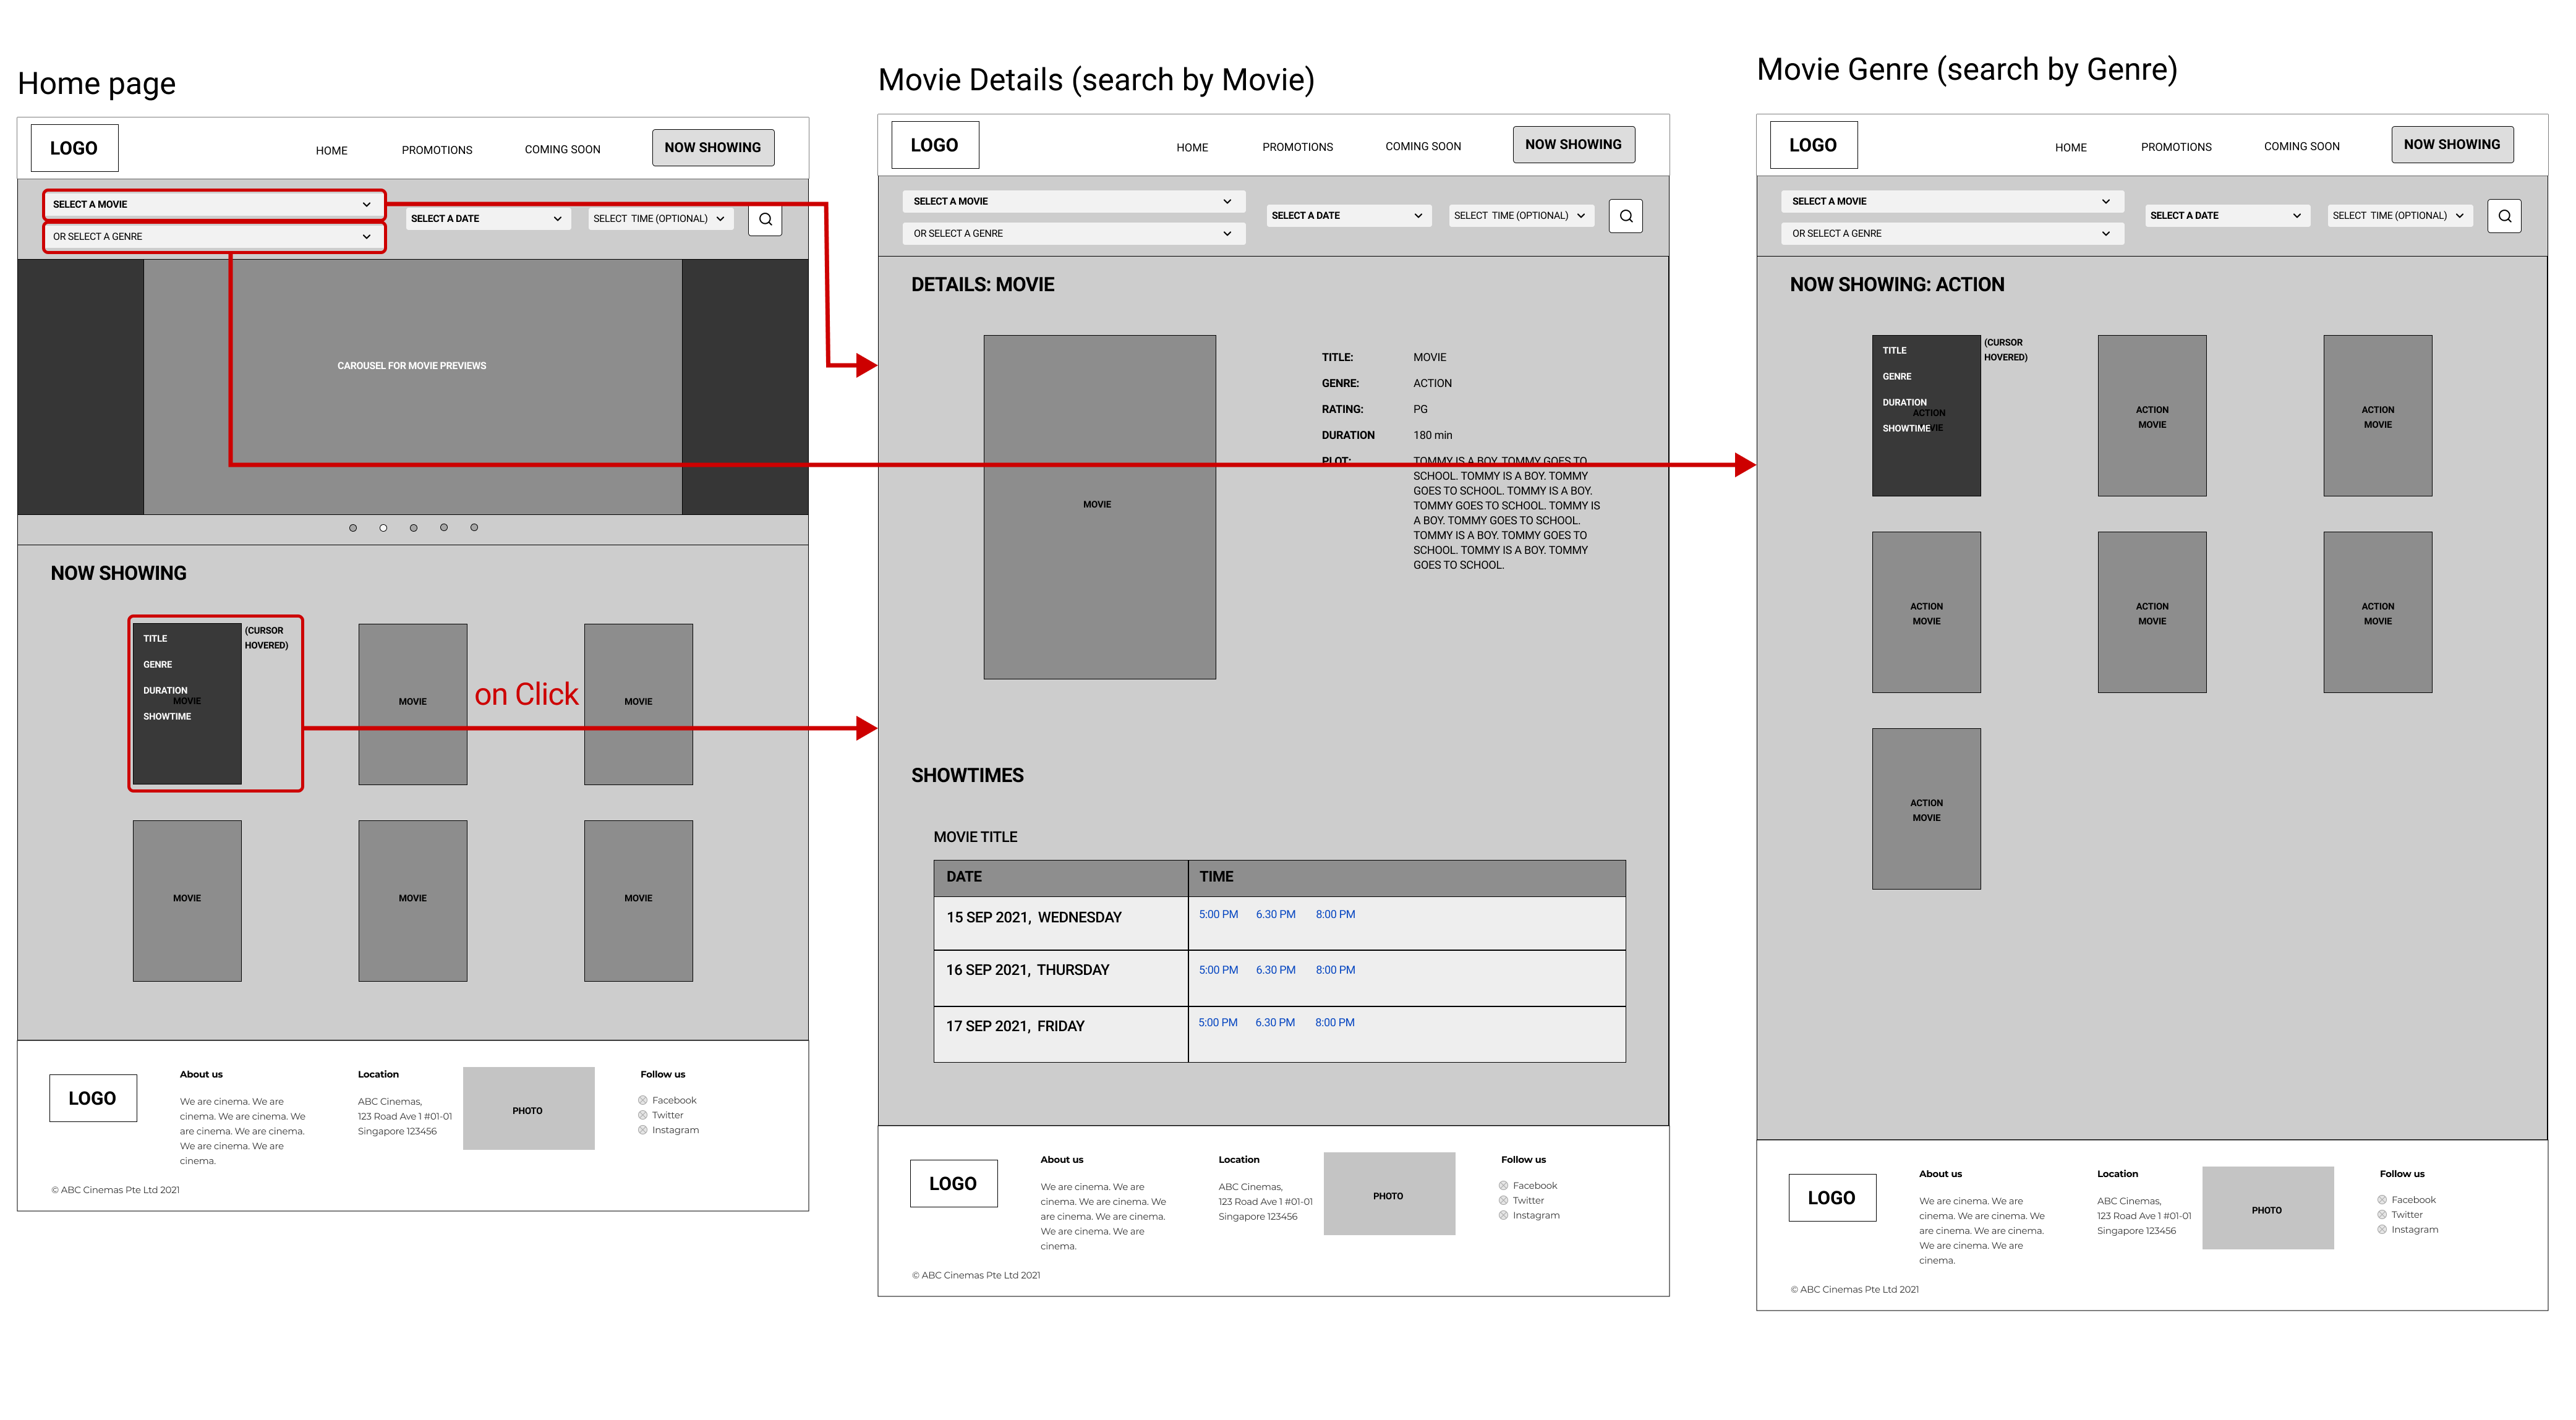 Home page
LOGO
HOME
PROMOTIONS
COMING SOON
NOW SHOWING
SELECT A MOVIE
OR SELECT A GENRE
SELECT A DATE
SELECT TIME (OPTIONAL)
CAROUSEL FOR MOVIE PREVIEWS
NOW SHOWING
TITLE
GENRE
DURATION
MOVIE
SHOWTIME
(CURSOR
HOVERED)
MOVIE
on Click
MOVIE
MOVIE
MOVIE
MOVIE
LOGO
About us
We are cinema. We are
cinema. We are cinema. We
are cinema. We are cinema.
We are cinema. We are
cinema.
Location
ABC Cinemas,
123 Road Ave 1 #01-01
Singapore 123456
PHOTO
Follow us
Facebook
Twitter
Instagram
© ABC Cinemas Pte Ltd 2021
Movie Details (search by Movie)
LOGO
HOME
PROMOTIONS
COMING SOON
NOW SHOWING
SELECT A MOVIE
OR SELECT A GENRE
SELECT A DATE
SELECT TIME (OPTIONAL)
DETAILS: MOVIE
MOVIE
TITLE: MOVIE
GENRE: ACTION
RATING: PG
DURATION 180 min
PLOT: TOMMY IS A BOY. TOMMY GOES TO
SCHOOL. TOMMY IS A BOY. TOMMY
GOES TO SCHOOL. TOMMY IS A BOY.
TOMMY GOES TO SCHOOL. TOMMY IS
A BOY. TOMMY GOES TO SCHOOL.
TOMMY IS A BOY. TOMMY GOES TO
SCHOOL. TOMMY IS A BOY. TOMMY
GOES TO SCHOOL.
SHOWTIMES
MOVIE TITLE
DATE TIME
15 SEP 2021, WEDNESDAY 5:00 PM 6.30 PM 8:00 PM
16 SEP 2021, THURSDAY 5:00 PM 6.30 PM 8:00 PM
17 SEP 2021, FRIDAY 5:00 PM 6.30 PM 8:00 PM
LOGO
About us
We are cinema. We are
cinema. We are cinema. We
are cinema. We are cinema.
We are cinema. We are
cinema.
Location
ABC Cinemas,
123 Road Ave 1 #01-01
Singapore 123456
PHOTO
Follow us
Facebook
Twitter
Instagram
© ABC Cinemas Pte Ltd 2021
Movie Genre (search by Genre)
LOGO
HOME
PROMOTIONS
COMING SOON
NOW SHOWING
SELECT A MOVIE
OR SELECT A GENRE
SELECT A DATE
SELECT TIME (OPTIONAL)
NOW SHOWING: ACTION
TITLE
GENRE
DURATION
ACTION
SHOWTIME
(CURSOR
HOVERED)
ACTION
MOVIE
ACTION
MOVIE
ACTION
MOVIE
ACTION
MOVIE
ACTION
MOVIE
ACTION
MOVIE
LOGO
About us
We are cinema. We are
cinema. We are cinema. We
are cinema. We are cinema.
We are cinema. We are
cinema.
Location
ABC Cinemas,
123 Road Ave 1 #01-01
Singapore 123456
PHOTO
Follow us
Facebook
Twitter
Instagram
© ABC Cinemas Pte Ltd 2021